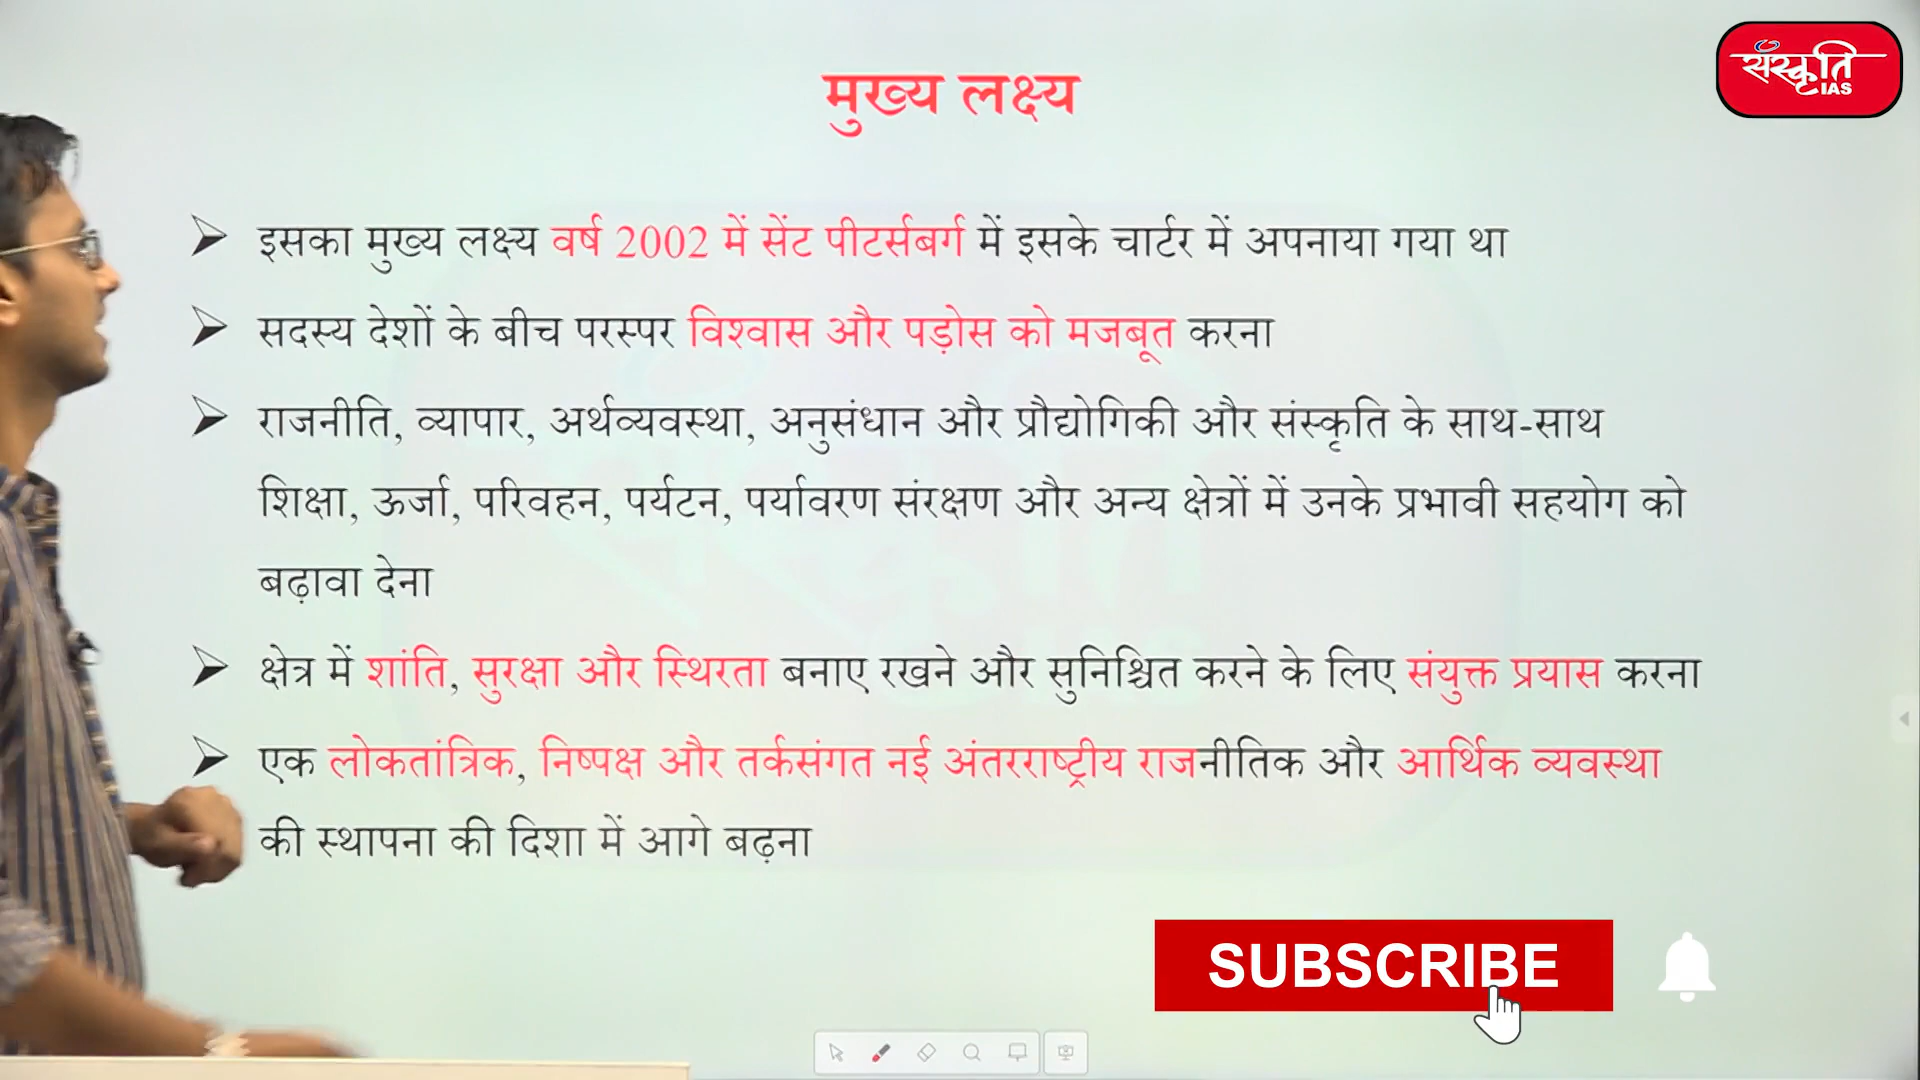 मुख्य लक्ष्य
संस्कृति
IAS
इसका मुख्य लक्ष्य वर्ष 2002 में सेंट पीटर्सबर्ग में इसके चार्टर में अपनाया गया था
सदस्य देशों के बीच परस्पर विश्वास और पड़ोस को मजबूत करना
राजनीति, व्यापार, अर्थव्यवस्था, अनुसंधान और प्रौद्योगिकी और संस्कृति के साथ-साथ
शिक्षा, ऊर्जा, परिवहन, पर्यटन, पर्यावरण संरक्षण और अन्य क्षेत्रों में उनके प्रभावी सहयोग को
बढ़ावा देना
क्षेत्र में शांति, सुरक्षा और स्थिरता बनाए रखने और सुनिश्चित करने के लिए संयुक्त प्रयास करना
एक लोकतांत्रिक, निष्पक्ष और तर्कसंगत नई अंतरराष्ट्रीय राजनीतिक और आर्थिक व्यवस्था
की स्थापना की दिशा में आगे बढ़ना
SUBSCRIBE